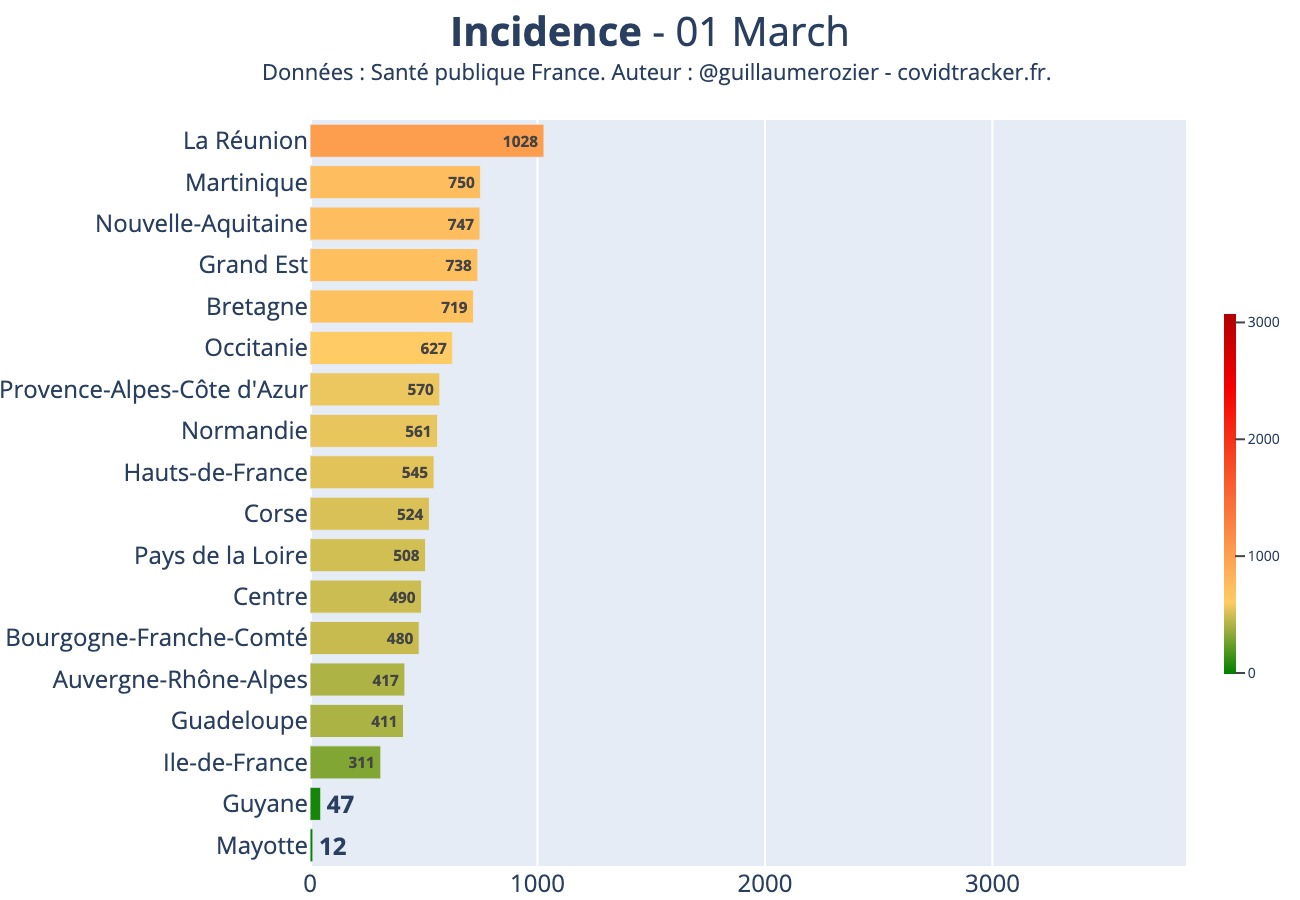 Incidence - 01 March
Données : Santé publique France. Auteur : @guillaumerozier - covidtracker.fr.
La Réunion 1028
Martinique 750
Nouvelle-Aquitaine 747
Grand Est 738
Bretagne 719
Occitanie 627
Provence-Alpes-Côte d'Azur 570
Normandie 561
Hauts-de-France 545
Corse 524
Pays de la Loire 508
Centre 490
Bourgogne-Franche-Comté 480
Auvergne-Rhône-Alpes 417
Guadeloupe 411
Ile-de-France 311
Guyane 47
Mayotte 12
0 1000 2000 3000
3000
2000
1000
0